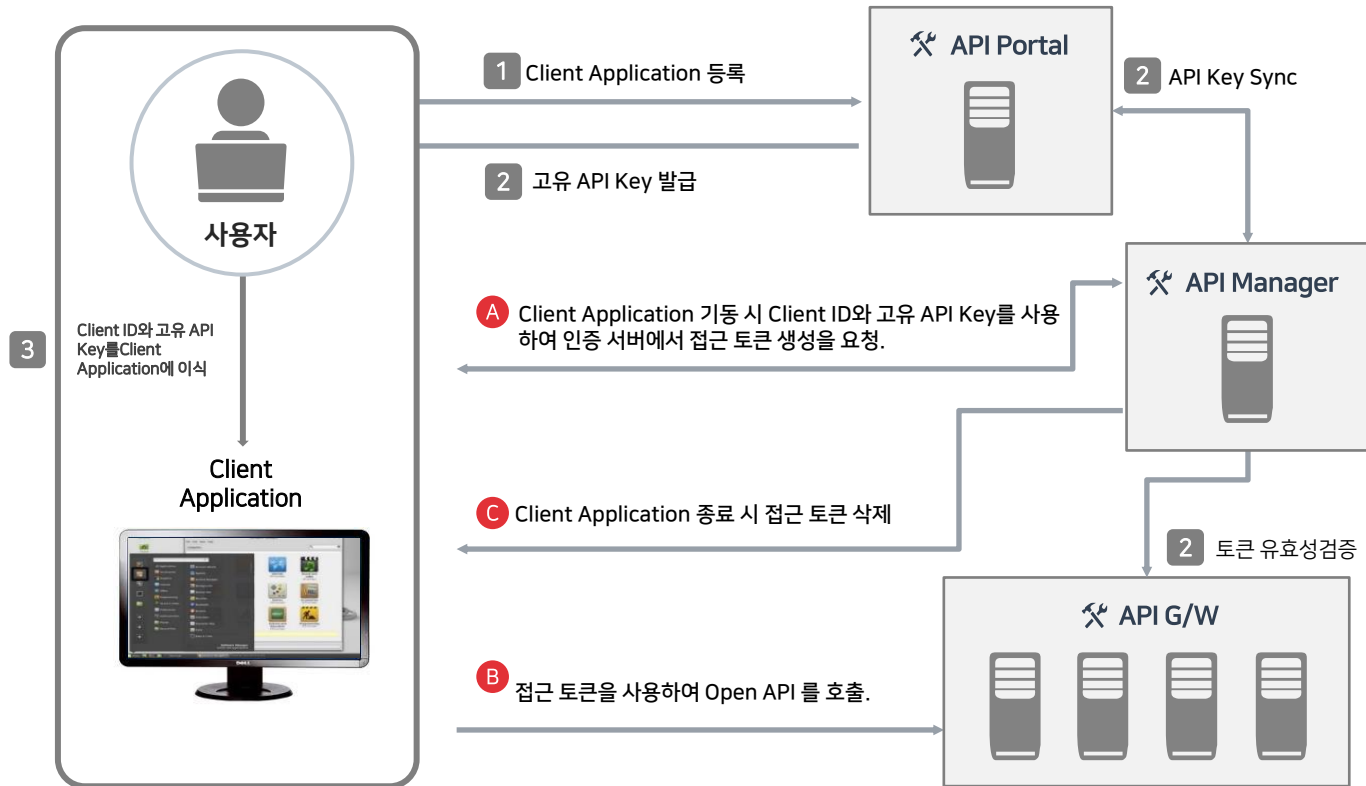 API Portal
1 Client Application 등록
2 API Key Sync
2 고유 API Key 발급
사용자
API Manager
A Client Application 기동 시 Client ID와 고유 API Key를 사용
하여 인증 서버에서 접근 토큰 생성을 요청.
3
Client ID와 고유 API
Key를Client
Application에 이식
Client
Application
C Client Application 종료 시 접근 토큰 삭제
2 토큰 유효성검증
API G/W
B 접근 토큰을 사용하여 Open API 를 호출.
DELL